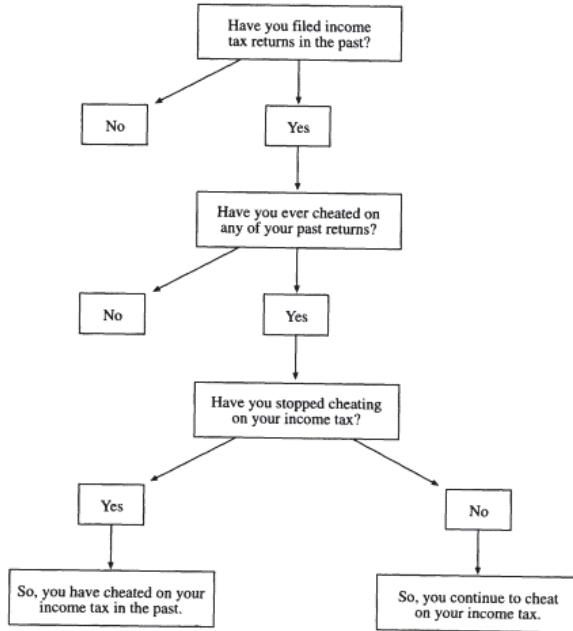 Have you filed income
tax returns in the past?
No
Yes
Have you ever cheated on
any of your past returns?
No
Yes
Have you stopped cheating
on your income tax?
Yes
No
So, you have cheated on your
income tax in the past.
So, you continue to cheat
on your income tax.